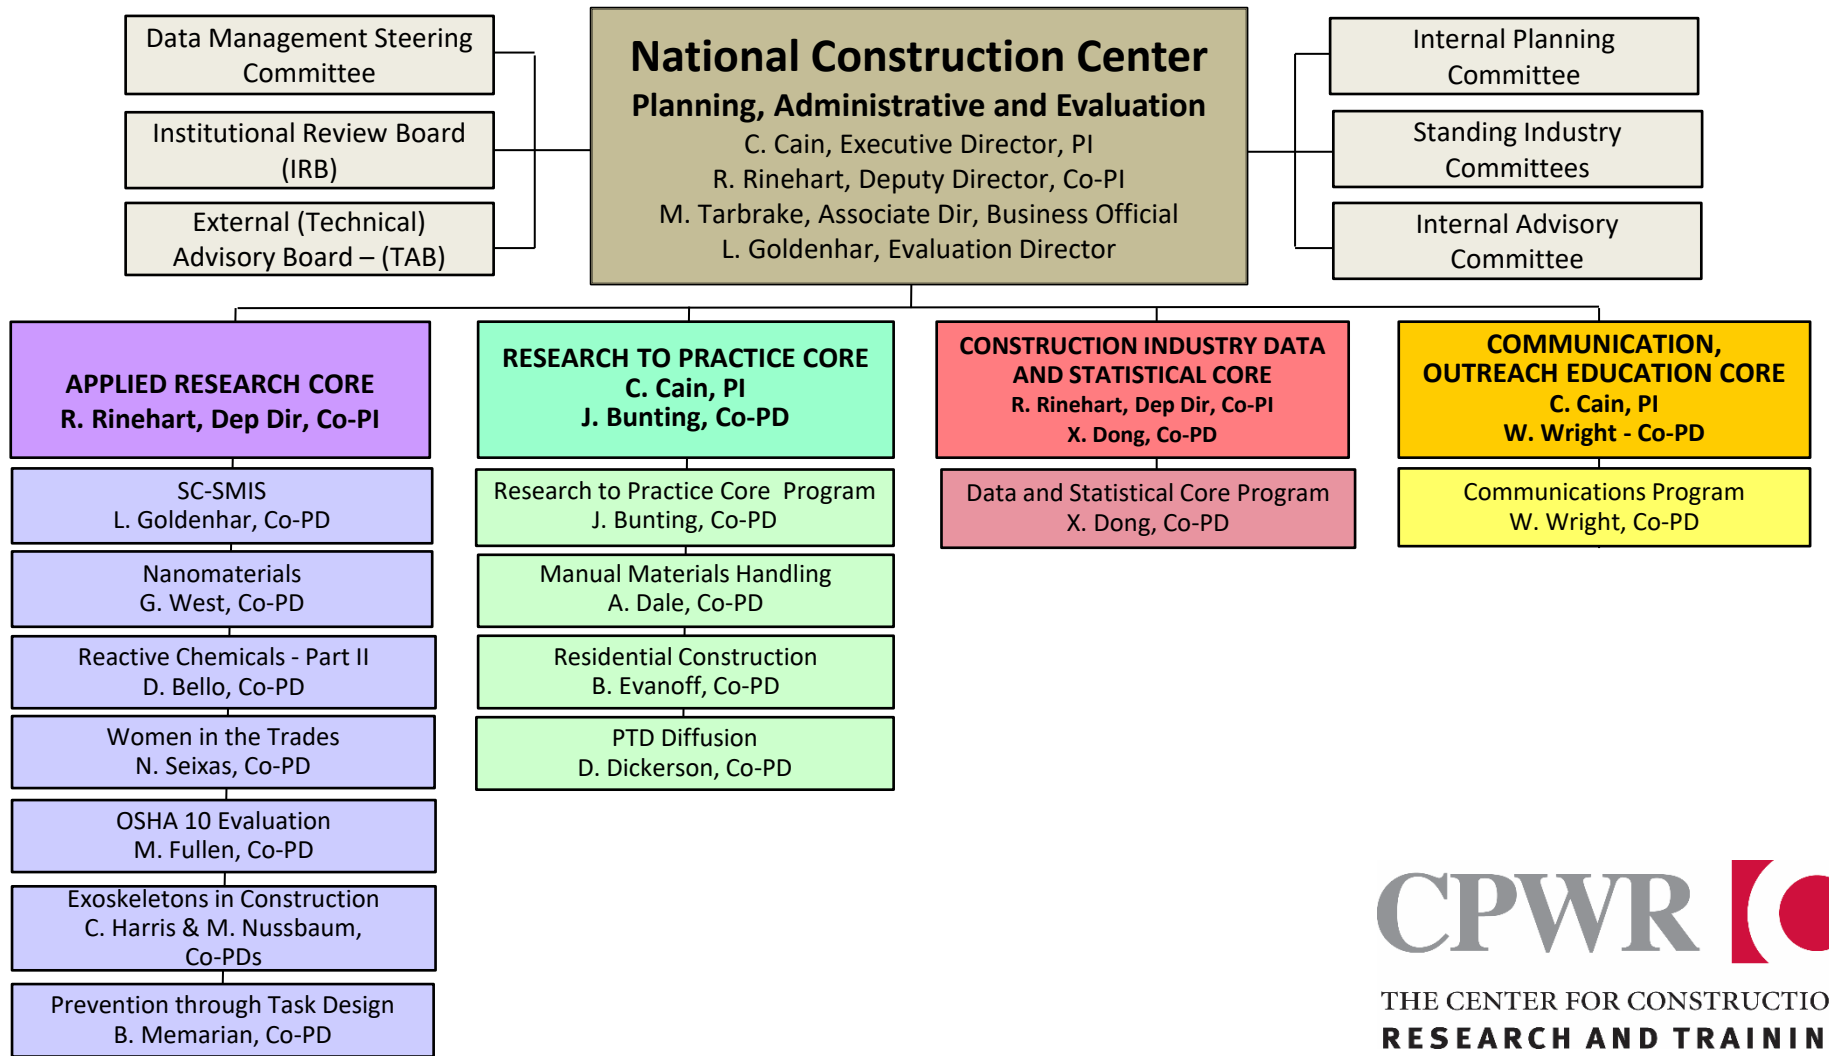 Data Management Steering
Committee
Institutional Review Board
(IRB)
External (Technical)
Advisory Board – (TAB)
National Construction Center
Planning, Administrative and Evaluation
C. Cain, Executive Director, PI
R. Rinehart, Deputy Director, Co-PI
M. Tarbrake, Associate Dir, Business Official
L. Goldenhar, Evaluation Director
Internal Planning
Committee
Standing Industry
Committees
Internal Advisory
Committee
APPLIED RESEARCH CORE
R. Rinehart, Dep Dir, Co-PI
SC-SMIS
L. Goldenhar, Co-PD
Nanomaterials
G. West, Co-PD
Reactive Chemicals - Part II
D. Bello, Co-PD
Women in the Trades
N. Seixas, Co-PD
OSHA 10 Evaluation
M. Fullen, Co-PD
Exoskeletons in Construction
C. Harris & M. Nussbaum,
Co-PDs
Prevention through Task Design
B. Memarian, Co-PD
RESEARCH TO PRACTICE CORE
C. Cain, PI
J. Bunting, Co-PD
Research to Practice Core Program
J. Bunting, Co-PD
Manual Materials Handling
A. Dale, Co-PD
Residential Construction
B. Evanoff, Co-PD
PTD Diffusion
D. Dickerson, Co-PD
CONSTRUCTION INDUSTRY DATA
AND STATISTICAL CORE
R. Rinehart, Dep Dir, Co-PI
X. Dong, Co-PD
Data and Statistical Core Program
X. Dong, Co-PD
COMMUNICATION,
OUTREACH EDUCATION CORE
C. Cain, PI
W. Wright - Co-PD
Communications Program
W. Wright, Co-PD
CPWR
THE CENTER FOR CONSTRUCTIO
RESEARCH AND TRAININ